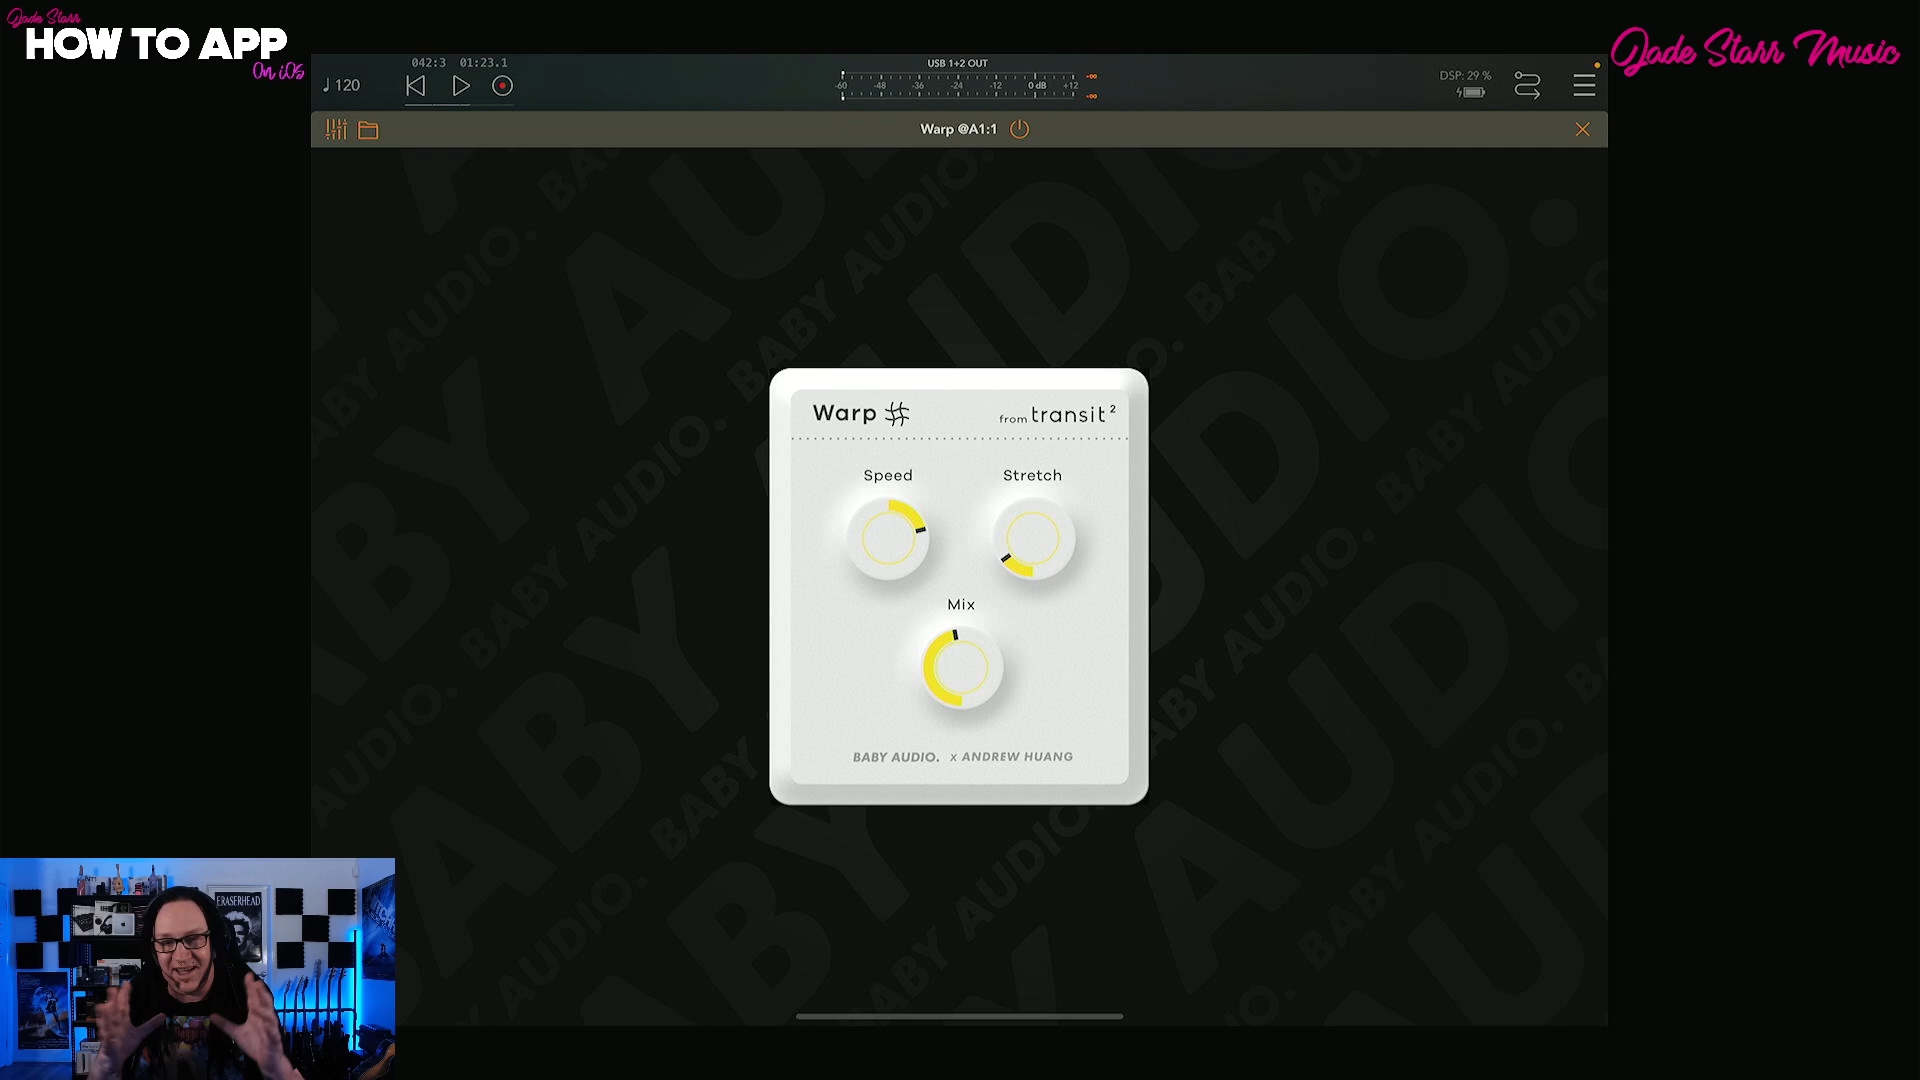 Jade Starr
HOW TO APP
On iOS
Jade Starr Music
120
042:3 01:23.1
USB 1+2 OUT
-60 -48 -36 -24 -12 0 dB +12
-∞
-∞
DSP: 29 %
Warp @A1:1
BABY AUDIO.
Warp
from transit²
Speed
Stretch
Mix
BABY AUDIO. x ANDREW HUANG
ERASERHEAD